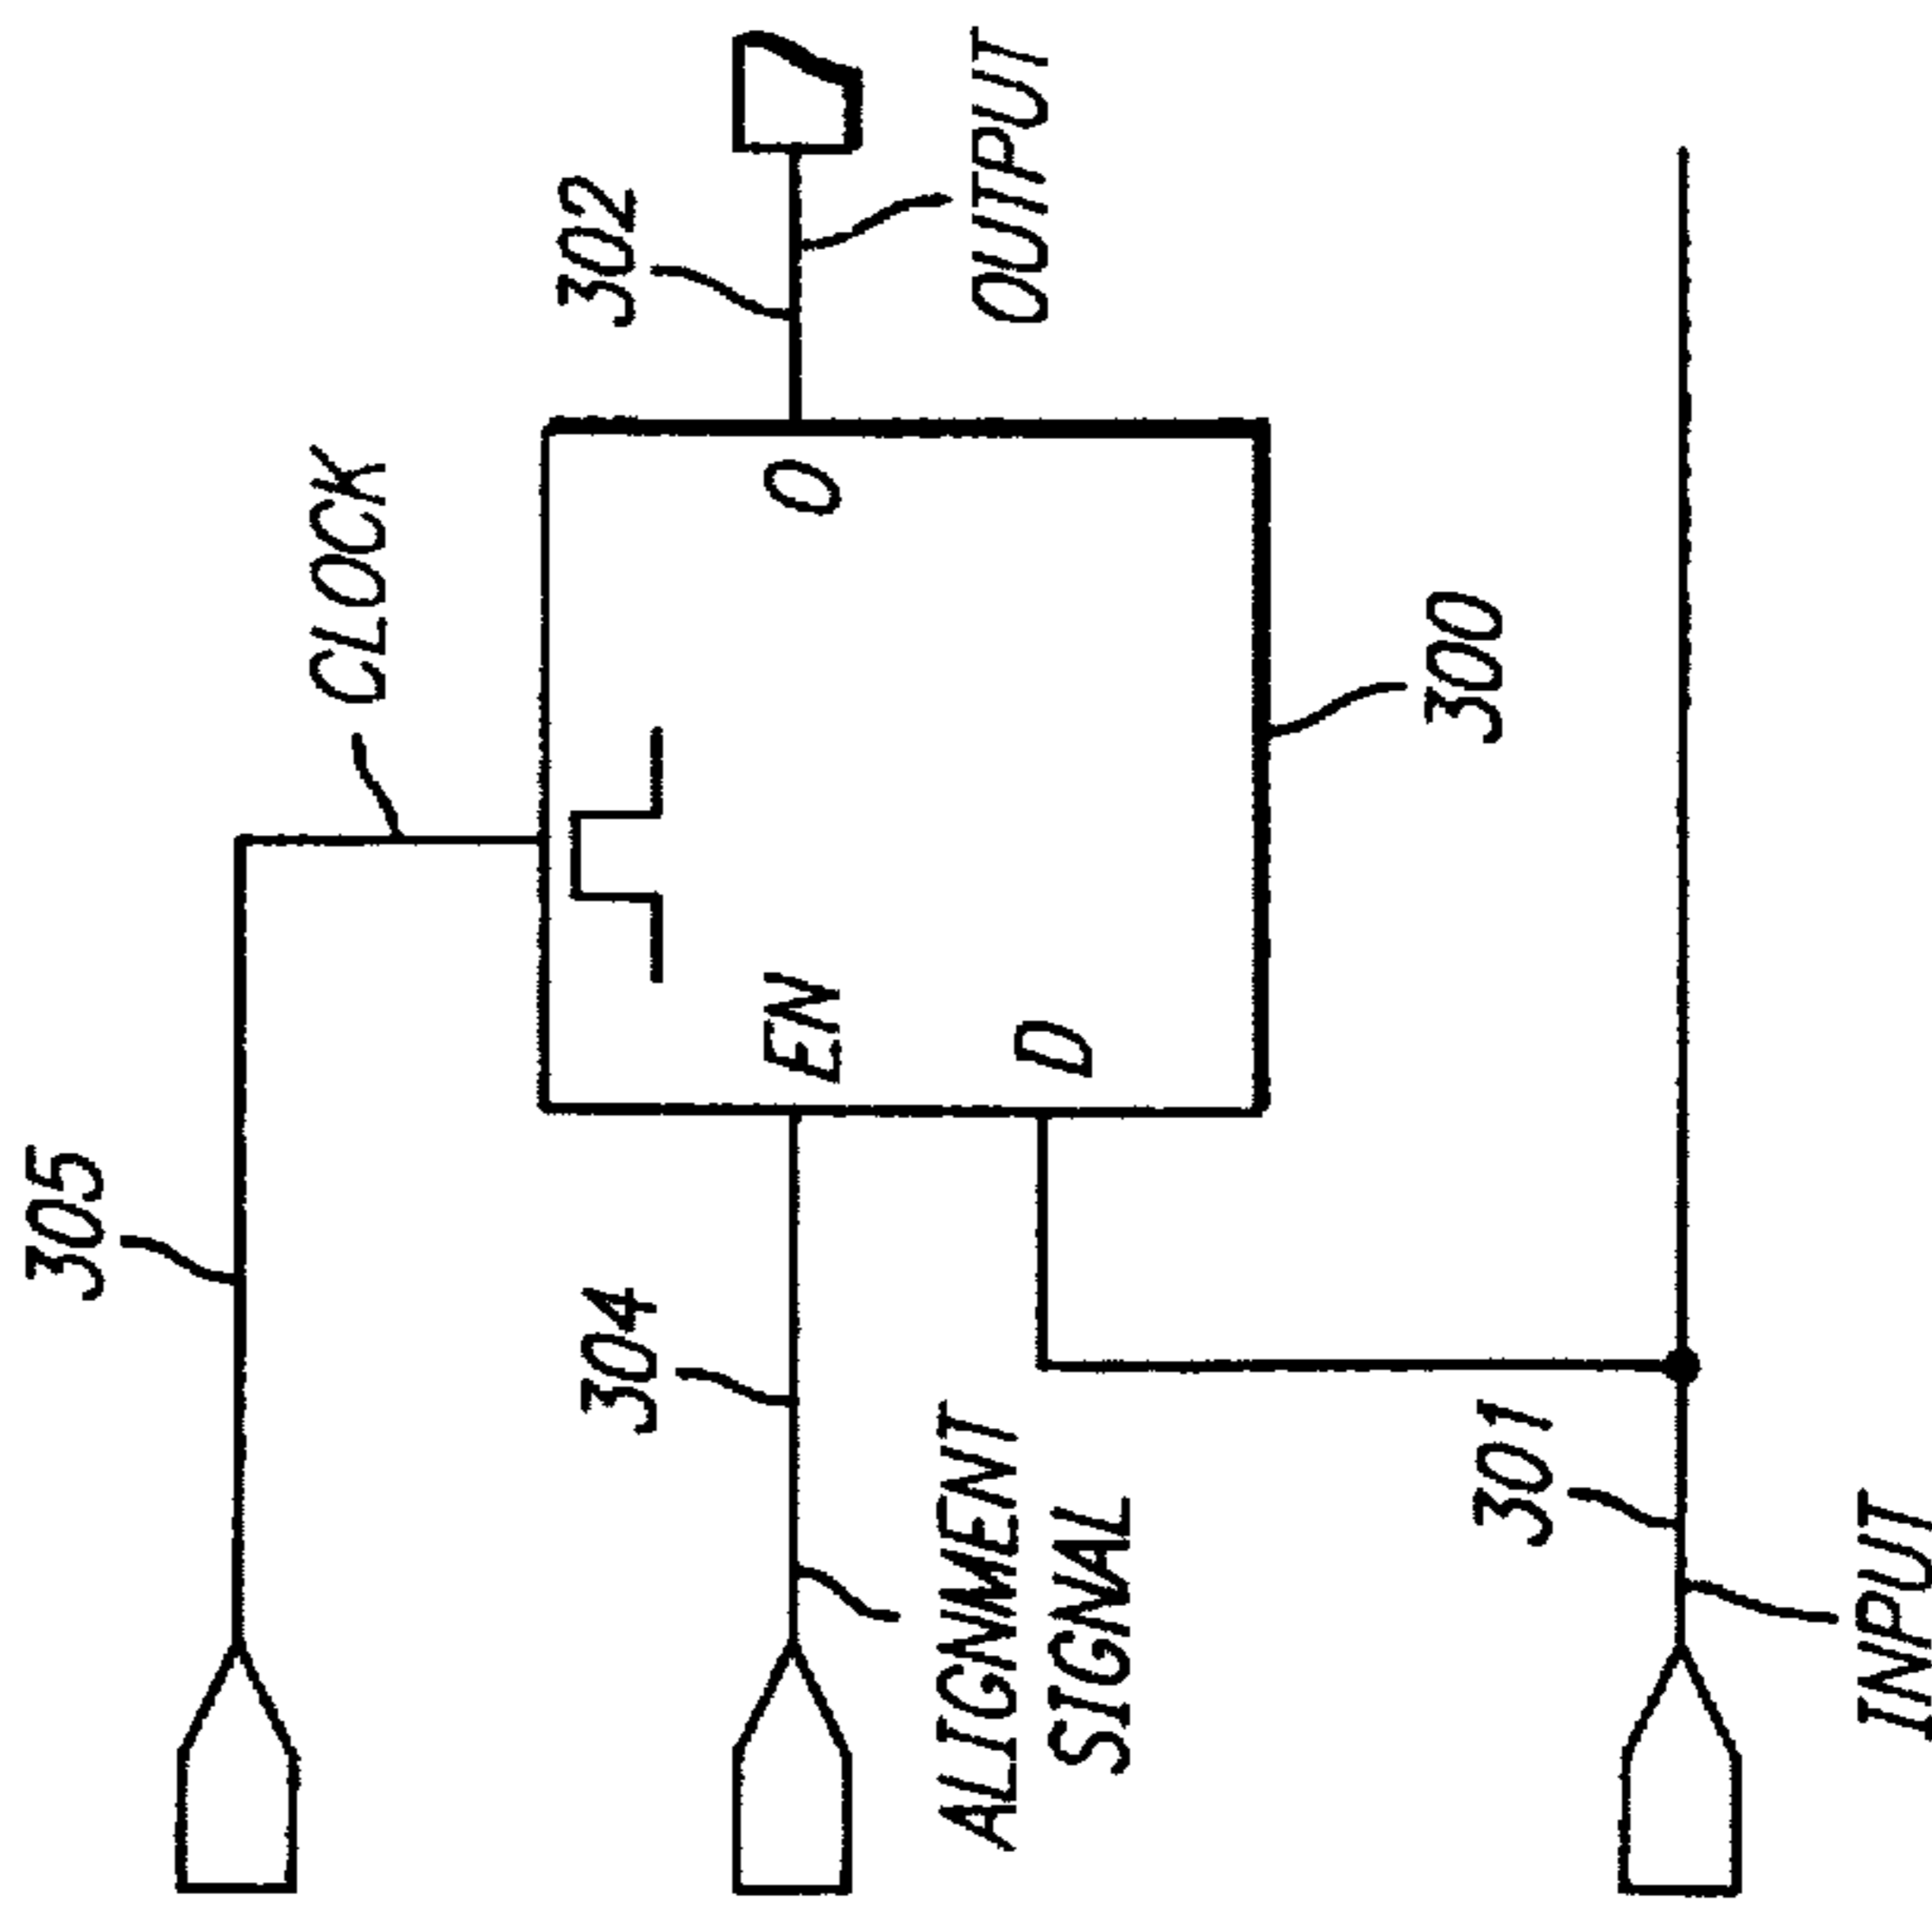 305
CLOCK
302
304
EN
O
OUTPUT
ALIGNMENT
SIGNAL
D
300
301
INPUT